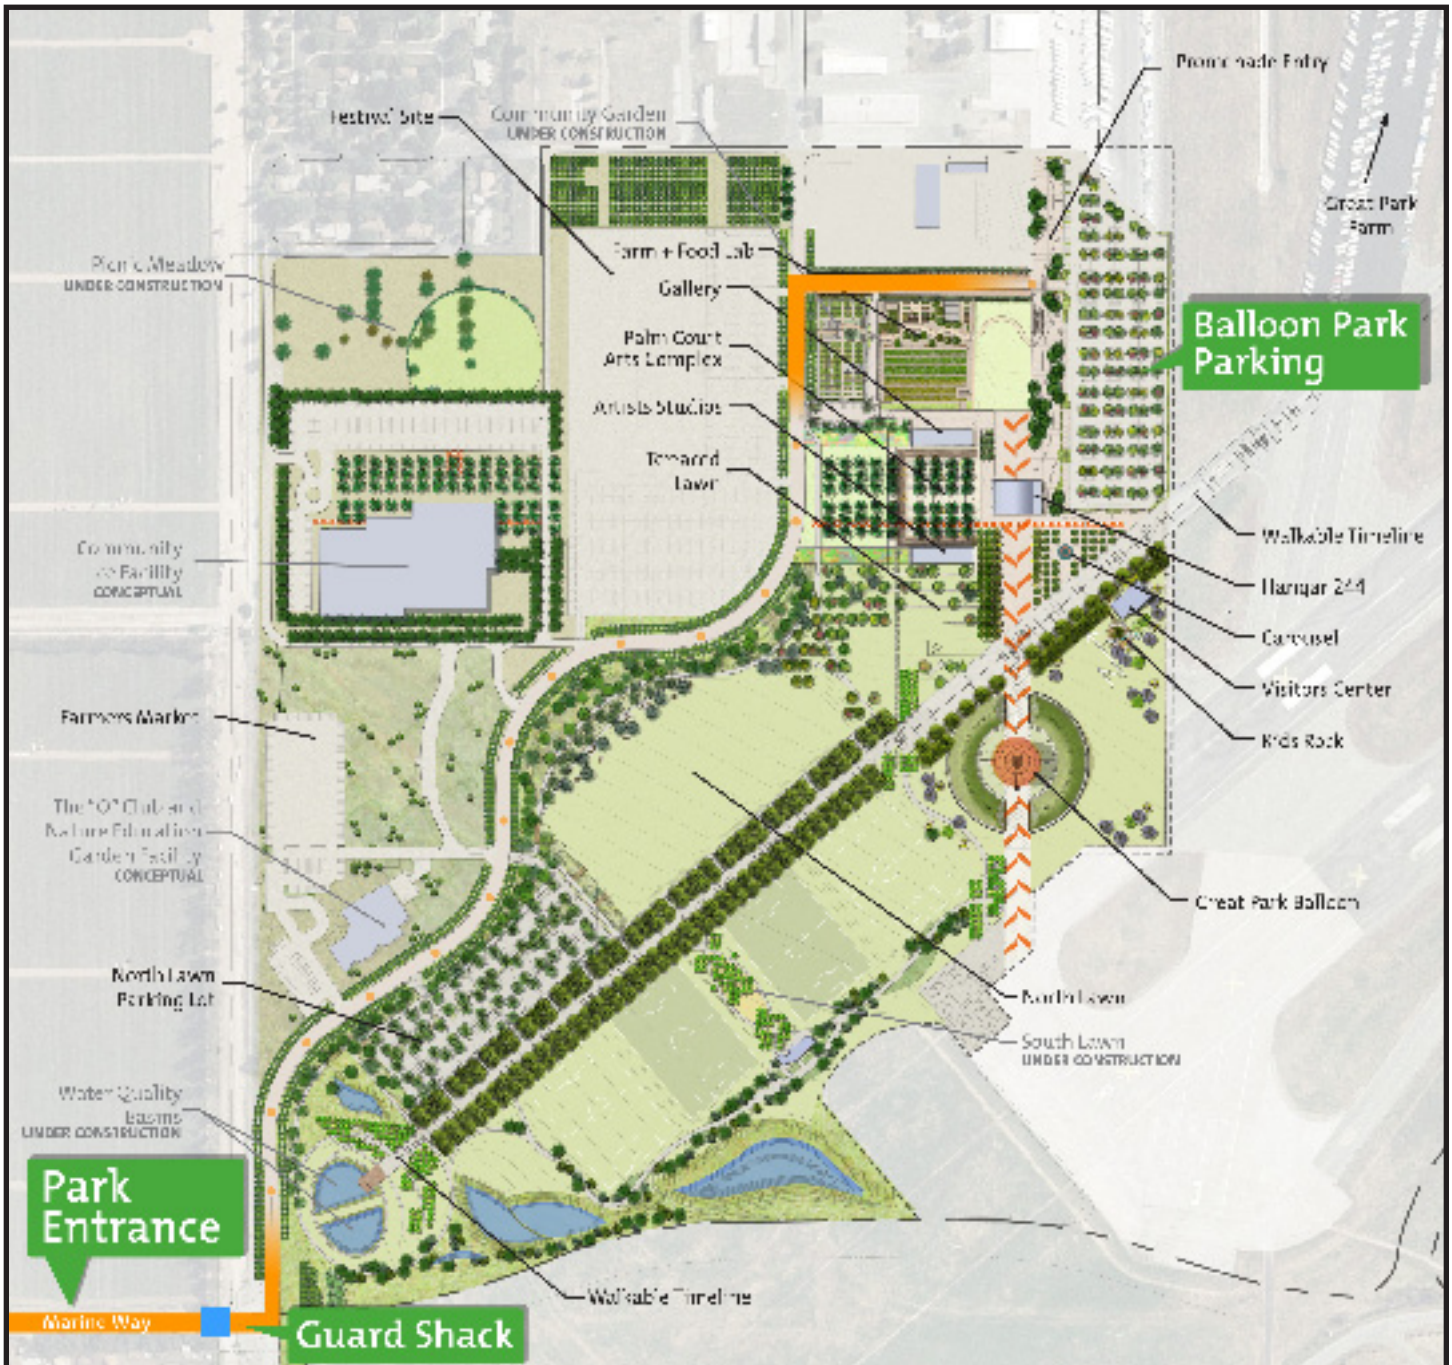 Promenade Entry
Festival Site
Community Garden
UNDER CONSTRUCTION
Great Park
Farm
Farm + Food Lab
Picnic Meadow
UNDER CONSTRUCTION
Gallery
Balloon Park
Parking
Palm Court
Arts Complex
Artists Studios
Terraced
Lawn
Walkable Timeline
Community
Facility
CONCEPTUAL
Hangar 244
Carousel
Visitors Center
Farmers Market
Kids Rock
The "O" Club and
Nature Education
Garden Facility
CONCEPTUAL
Great Park Balloon
North Lawn
Parking Lot
North Lawn
South Lawn
UNDER CONSTRUCTION
Water Quality
Basins
UNDER CONSTRUCTION
Park
Entrance
Walkable Timeline
Marine Way
Guard Shack